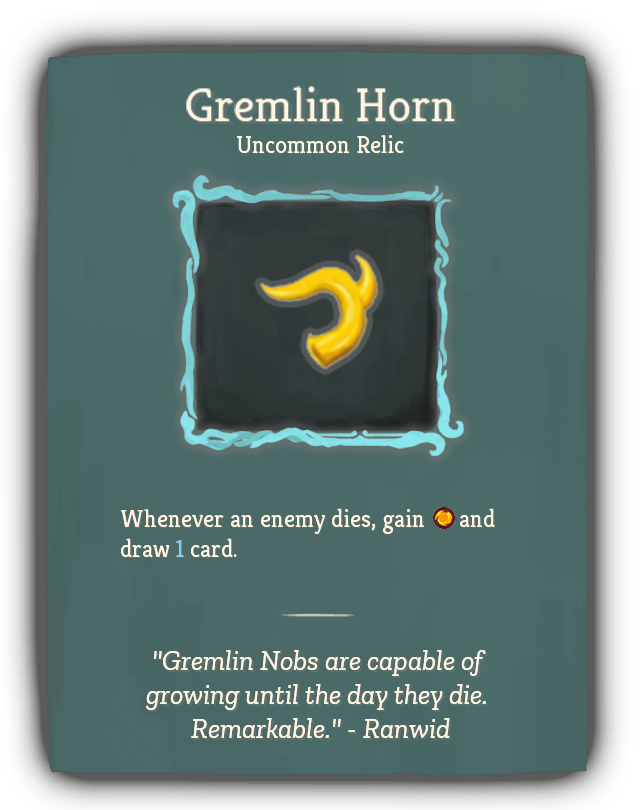 Gremlin Horn
Uncommon Relic
Whenever an enemy dies, gain and
draw 1 card.
"Gremlin Nobs are capable of
growing until the day they die.
Remarkable." - Ranwid